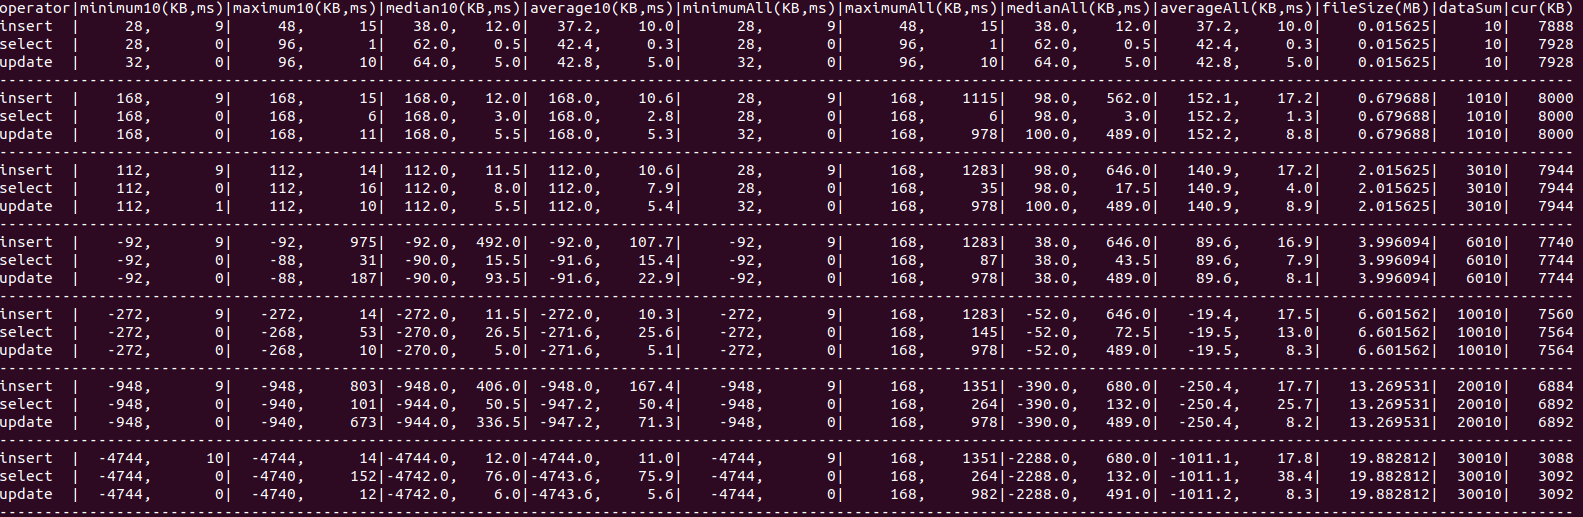 operator|minimum10(KB,ms)|maximum10(KB,ms)|median10(KB,ms)|average10(KB,ms)|minimumAll(KB,ms)|maximumAll(KB,ms)|medianAll(KB,ms)|averageAll(KB,ms)|fileSize(MB)|dataSum|cur(KB)
insert | 28, 9| 48, 15| 38.0, 12.0| 37.2, 10.0| 28, 9| 48, 15| 38.0, 12.0| 37.2, 10.0| 0.015625| 10| 7888
select | 28, 0| 96, 1| 62.0, 0.5| 42.4, 0.3| 28, 0| 96, 1| 62.0, 0.5| 42.4, 0.3| 0.015625| 10| 7928
update | 32, 0| 96, 10| 64.0, 5.0| 42.8, 5.0| 32, 0| 96, 10| 64.0, 5.0| 42.8, 5.0| 0.015625| 10| 7928
insert | 168, 9| 168, 15| 168.0, 12.0| 168.0, 10.6| 28, 9| 168, 1115| 98.0, 562.0| 152.1, 17.2| 0.679688| 1010| 8000
select | 168, 0| 168, 6| 168.0, 3.0| 168.0, 2.8| 28, 0| 168, 6| 98.0, 3.0| 152.2, 1.3| 0.679688| 1010| 8000
update | 168, 0| 168, 11| 168.0, 5.5| 168.0, 5.3| 32, 0| 168, 978| 100.0, 489.0| 152.2, 8.8| 0.679688| 1010| 8000
insert | 112, 9| 112, 14| 112.0, 11.5| 112.0, 10.6| 28, 9| 168, 1283| 98.0, 646.0| 140.9, 17.2| 2.015625| 3010| 7944
select | 112, 0| 112, 16| 112.0, 8.0| 112.0, 7.9| 28, 0| 168, 35| 98.0, 17.5| 140.9, 4.0| 2.015625| 3010| 7944
update | 112, 1| 112, 10| 112.0, 5.5| 112.0, 5.4| 32, 0| 168, 978| 100.0, 489.0| 140.9, 8.9| 2.015625| 3010| 7944
insert | -92, 9| -92, 975| -92.0, 492.0| -92.0, 107.7| -92, 9| 168, 1283| 38.0, 646.0| 89.6, 16.9| 3.996094| 6010| 7740
select | -92, 0| -88, 31| -90.0, 15.5| -91.6, 15.4| -92, 0| 168, 87| 38.0, 43.5| 89.6, 7.9| 3.996094| 6010| 7744
update | -92, 0| -88, 187| -90.0, 93.5| -91.6, 22.9| -92, 0| 168, 978| 38.0, 489.0| 89.6, 8.1| 3.996094| 6010| 7744
insert | -272, 9| -272, 14| -272.0, 11.5| -272.0, 10.3| -272, 9| 168, 1283| -52.0, 646.0| -19.4, 17.5| 6.601562| 10010| 7560
select | -272, 0| -268, 53| -270.0, 26.5| -271.6, 25.6| -272, 0| 168, 145| -52.0, 72.5| -19.5, 13.0| 6.601562| 10010| 7564
update | -272, 0| -268, 10| -270.0, 5.0| -271.6, 5.1| -272, 0| 168, 978| -52.0, 489.0| -19.5, 8.3| 6.601562| 10010| 7564
insert | -948, 9| -948, 803| -948.0, 406.0| -948.0, 167.4| -948, 9| 168, 1351| -390.0, 680.0| -250.4, 17.7| 13.269531| 20010| 6884
select | -948, 0| -940, 101| -944.0, 50.5| -947.2, 50.4| -948, 0| 168, 264| -390.0, 132.0| -250.4, 25.7| 13.269531| 20010| 6892
update | -948, 0| -940, 673| -944.0, 336.5| -947.2, 71.3| -948, 0| 168, 978| -390.0, 489.0| -250.4, 8.2| 13.269531| 20010| 6892
insert | -4744, 10| -4744, 14|-4744.0, 12.0|-4744.0, 11.0| -4744, 9| 168, 1351|-2288.0, 680.0| -1011.1, 17.8| 19.882812| 30010| 3088
select | -4744, 0| -4740, 152|-4742.0, 76.0|-4743.6, 75.9| -4744, 0| 168, 264|-2288.0, 132.0| -1011.1, 38.4| 19.882812| 30010| 3092
update | -4744, 0| -4740, 12|-4742.0, 6.0|-4743.6, 5.6| -4744, 0| 168, 982|-2288.0, 491.0| -1011.2, 8.3| 19.882812| 30010| 3092